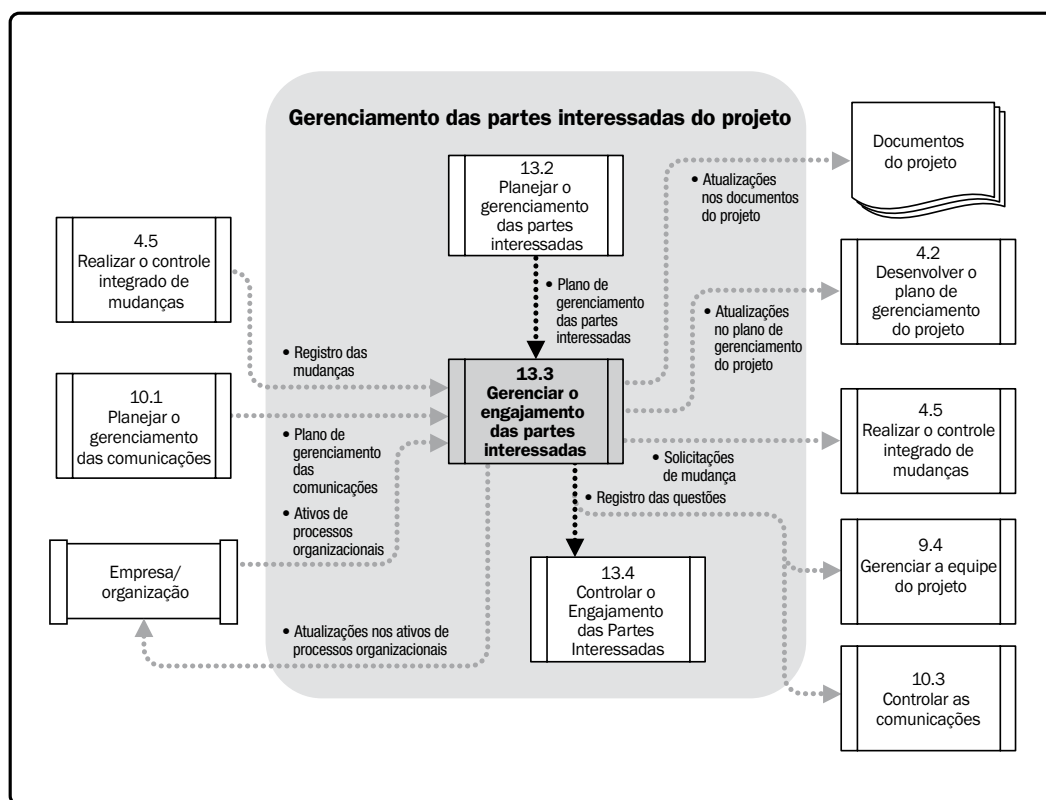 Gerenciamento das partes interessadas do projeto
13.2
Planejar o
gerenciamento
das partes
interessadas
Documentos
do projeto
• Atualizações
nos documentos
do projeto
4.5
Realizar o controle
integrado de
mudanças
4.2
Desenvolver o
plano de
gerenciamento
do projeto
• Plano de
gerenciamento
das partes
interessadas
• Atualizações
no plano de
gerenciamento
do projeto
• Registro das
mudanças
13.3
Gerenciar o
engajamento
das partes
interessadas
10.1
Planejar o
gerenciamento
das comunicações
4.5
Realizar o controle
integrado de
mudanças
• Plano de
gerenciamento
das
comunicações
• Solicitações
de mudança
• Registro das questões
• Ativos de
processos
organizacionais
9.4
Gerenciar a equipe
do projeto
Empresa/
organização
13.4
Controlar o
Engajamento
das Partes
Interessadas
• Atualizações nos ativos de
processos organizacionais
10.3
Controlar as
comunicações